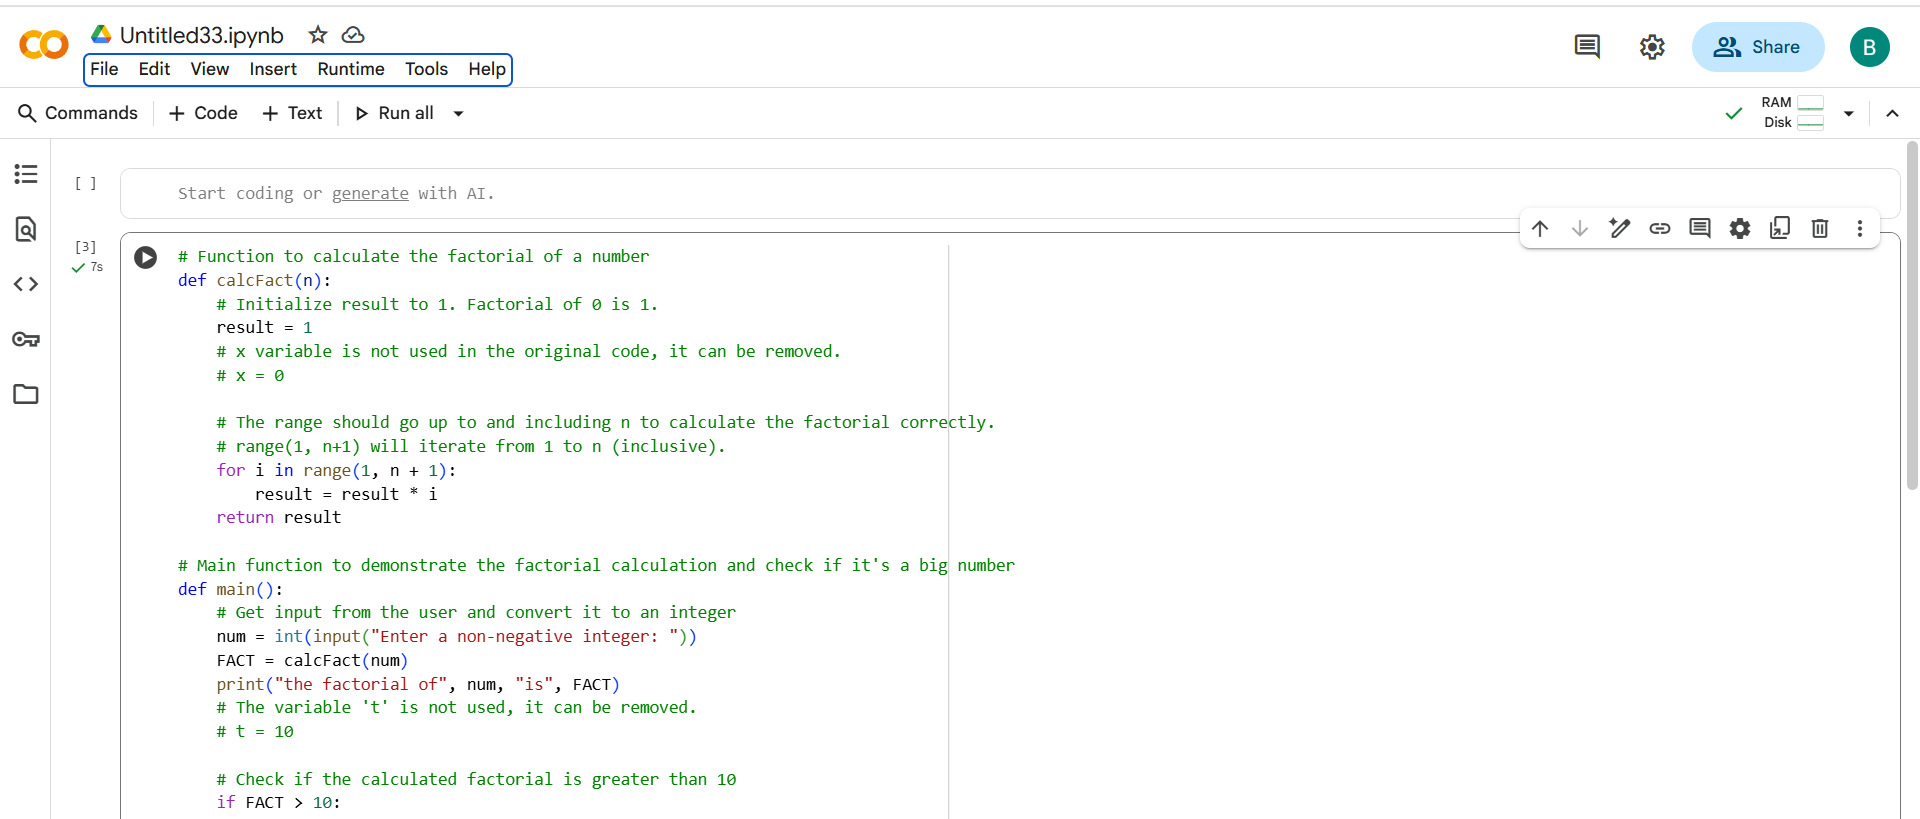 Untitled33.ipynb
File Edit View Insert Runtime Tools Help
Share
B
Commands + Code + Text Run all
RAM
Disk
[ ]
Start coding or generate with AI.
[3]
7s
# Function to calculate the factorial of a number
def calcFact(n):
    # Initialize result to 1. Factorial of 0 is 1.
    result = 1
    # x variable is not used in the original code, it can be removed.
    # x = 0
    # The range should go up to and including n to calculate the factorial correctly.
    # range(1, n+1) will iterate from 1 to n (inclusive).
    for i in range(1, n + 1):
        result = result * i
    return result
# Main function to demonstrate the factorial calculation and check if it's a big number
def main():
    # Get input from the user and convert it to an integer
    num = int(input("Enter a non-negative integer: "))
    FACT = calcFact(num)
    print("the factorial of", num, "is", FACT)
    # The variable 't' is not used, it can be removed.
    # t = 10
    # Check if the calculated factorial is greater than 10
    if FACT > 10: